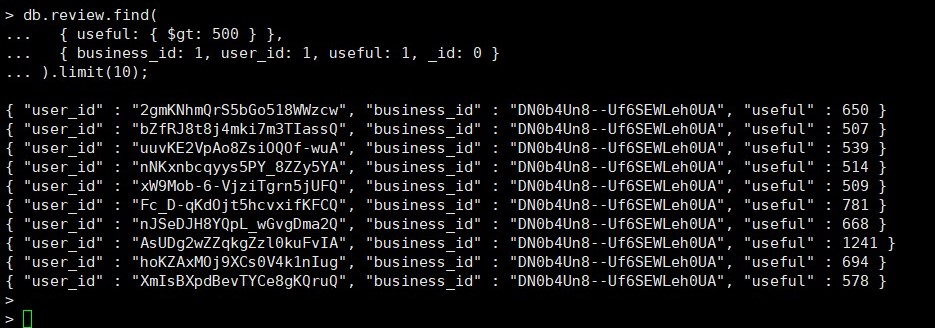 > db.review.find(
...   { useful: { $gt: 500 } },
...   { business_id: 1, user_id: 1, useful: 1, _id: 0 }
... ).limit(10);
{ "user_id" : "2gmKNhmQrS5bGo518WWzcw", "business_id" : "DN0b4Un8--Uf6SEWLeh0UA", "useful" : 650 }
{ "user_id" : "bZfRJ8t8j4mki7m3TIassQ", "business_id" : "DN0b4Un8--Uf6SEWLeh0UA", "useful" : 507 }
{ "user_id" : "uuvKE2VpAo8ZsiOQOf-wuA", "business_id" : "DN0b4Un8--Uf6SEWLeh0UA", "useful" : 539 }
{ "user_id" : "nNKxnbcqyys5PY_8ZZy5YA", "business_id" : "DN0b4Un8--Uf6SEWLeh0UA", "useful" : 514 }
{ "user_id" : "xW9Mob-6-VjziTgrn5jUFQ", "business_id" : "DN0b4Un8--Uf6SEWLeh0UA", "useful" : 509 }
{ "user_id" : "Fc_D-qKdOjt5hcvxifKFCQ", "business_id" : "DN0b4Un8--Uf6SEWLeh0UA", "useful" : 781 }
{ "user_id" : "nJSeDJH8YQpL_wGvgDma2Q", "business_id" : "DN0b4Un8--Uf6SEWLeh0UA", "useful" : 668 }
{ "user_id" : "AsUDg2wZZqkgZzl0kuFvIA", "business_id" : "DN0b4Un8--Uf6SEWLeh0UA", "useful" : 1241 }
{ "user_id" : "hoKZAxMOj9XCs0V4k1nIug", "business_id" : "DN0b4Un8--Uf6SEWLeh0UA", "useful" : 694 }
{ "user_id" : "XmIsBXpdBevTYCe8gKQruQ", "business_id" : "DN0b4Un8--Uf6SEWLeh0UA", "useful" : 578 }
>
>